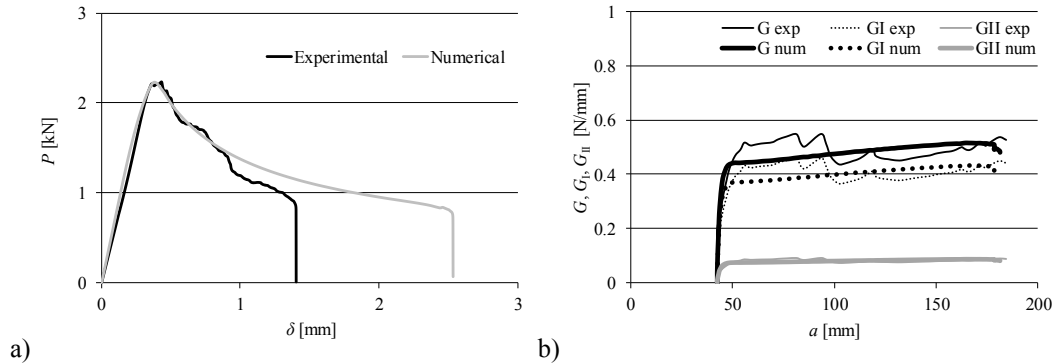 Experimental Numerical
3
2
1
0
P [kN]
0 1 2 3
δ [mm]
a)
G exp GI exp GII exp
G num GI num GII num
1
0.8
0.6
0.4
0.2
0
G, GI, GII [N/mm]
0 50 100 150 200
a [mm]
b)